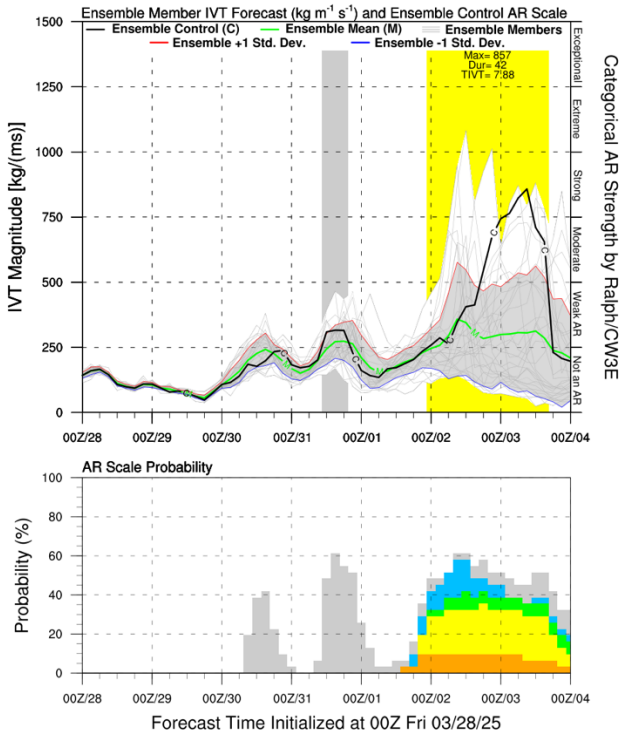 Ensemble Member IVT Forecast (kg m⁻¹ s⁻¹) and Ensemble Control AR Scale
Ensemble Control (C)
Ensemble Mean (M)
Ensemble Members
Ensemble +1 Std. Dev.
Ensemble -1 Std. Dev.
Max= 857
Dur= 42
TIVT= 7.88
IVT Magnitude [kg/(ms)]
1500
1250
1000
750
500
250
0
Exceptional
Extreme
Strong
Moderate
Weak AR
Not an AR
Categorical AR Strength by Ralph/CW3E
C
C
C
C
C
C
00Z/28
00Z/29
00Z/30
00Z/31
00Z/01
00Z/02
00Z/03
00Z/04
AR Scale Probability
Probability (%)
100
80
60
40
20
0
00Z/28
00Z/29
00Z/30
00Z/31
00Z/01
00Z/02
00Z/03
00Z/04
Forecast Time Initialized at 00Z Fri 03/28/25